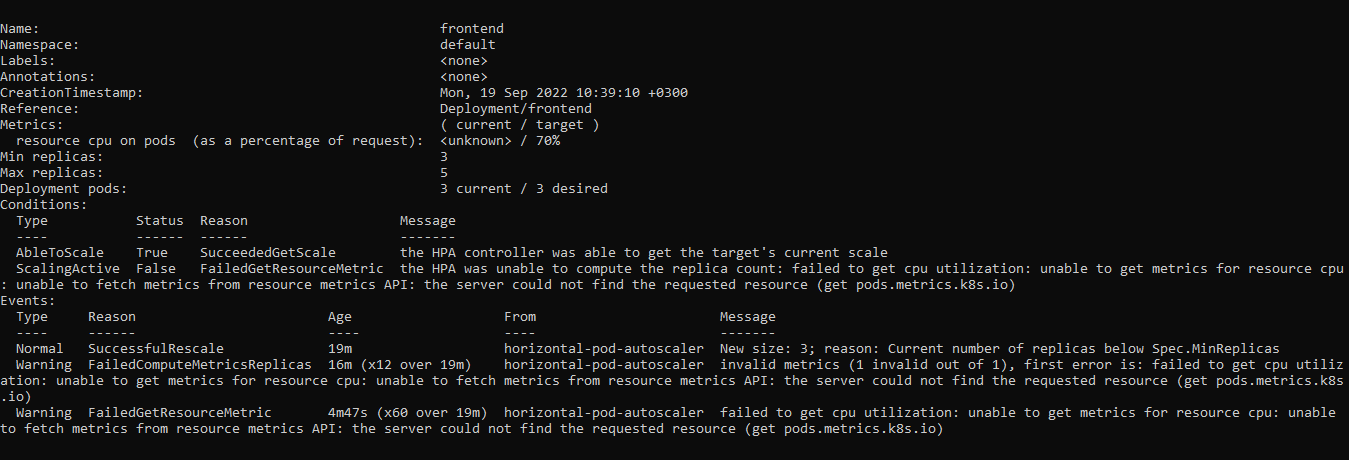 Name:                                                  frontend
Namespace:                                             default
Labels:                                                <none>
Annotations:                                           <none>
CreationTimestamp:                                     Mon, 19 Sep 2022 10:39:10 +0300
Reference:                                             Deployment/frontend
Metrics:                                               ( current / target )
  resource cpu on pods  (as a percentage of request):  <unknown> / 70%
Min replicas:                                          3
Max replicas:                                          5
Deployment pods:                                       3 current / 3 desired
Conditions:
  Type           Status  Reason                   Message
  ----           ------  ------                   -------
  AbleToScale    True    SucceededGetScale        the HPA controller was able to get the target's current scale
  ScalingActive  False   FailedGetResourceMetric  the HPA was unable to compute the replica count: failed to get cpu utilization: unable to get metrics for resource cpu
: unable to fetch metrics from resource metrics API: the server could not find the requested resource (get pods.metrics.k8s.io)
Events:
  Type     Reason                        Age                   From                       Message
  ----     ------                        ----                  ----                       -------
  Normal   SuccessfulRescale             19m                   horizontal-pod-autoscaler  New size: 3; reason: Current number of replicas below Spec.MinReplicas
  Warning  FailedComputeMetricsReplicas  16m (x12 over 19m)    horizontal-pod-autoscaler  invalid metrics (1 invalid out of 1), first error is: failed to get cpu utiliz
ation: unable to get metrics for resource cpu: unable to fetch metrics from resource metrics API: the server could not find the requested resource (get pods.metrics.k8s
.io)
  Warning  FailedGetResourceMetric       4m47s (x60 over 19m)  horizontal-pod-autoscaler  failed to get cpu utilization: unable to get metrics for resource cpu: unable
to fetch metrics from resource metrics API: the server could not find the requested resource (get pods.metrics.k8s.io)